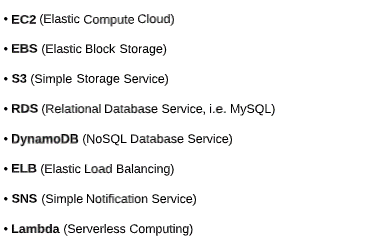 • EC2 (Elastic Compute Cloud)
• EBS (Elastic Block Storage)
• S3 (Simple Storage Service)
• RDS (Relational Database Service, i.e. MySQL)
• DynamoDB (NoSQL Database Service)
• ELB (Elastic Load Balancing)
• SNS (Simple Notification Service)
• Lambda (Serverless Computing)